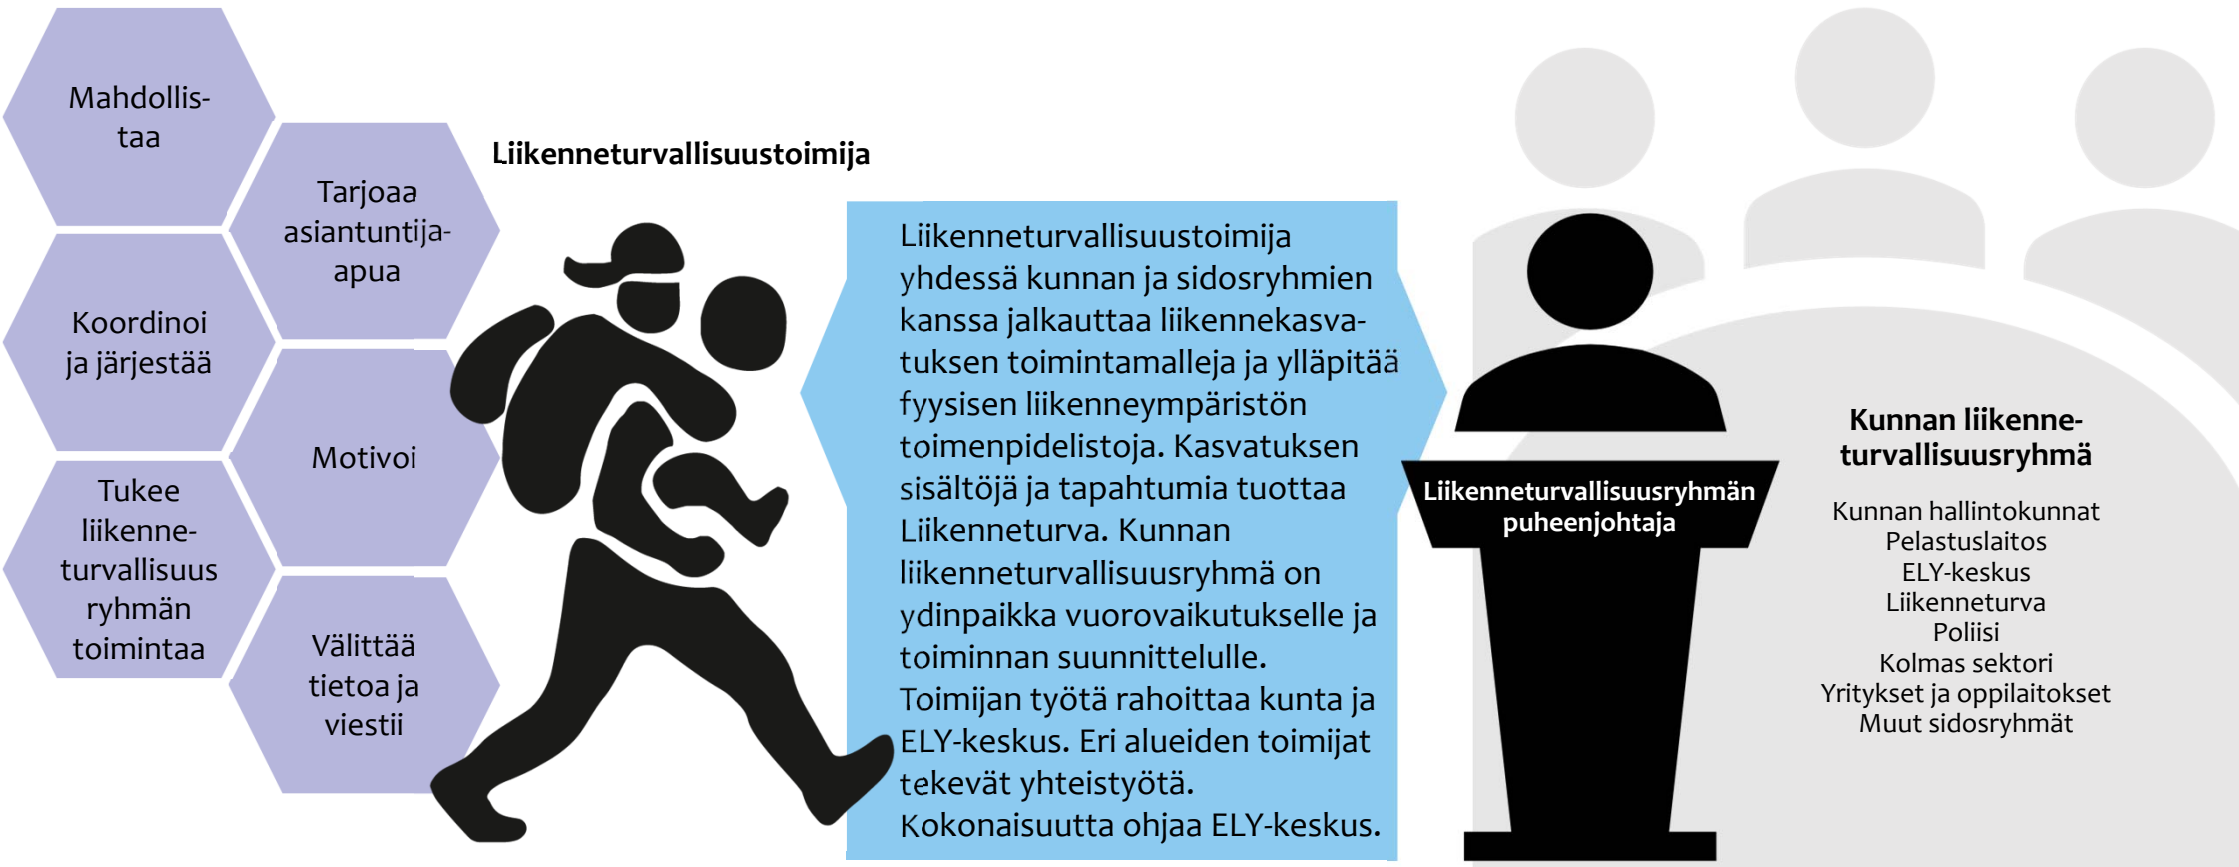 Mahdollis-
taa
Tarjoaa
asiantuntija-
apua
Koordinoi
ja järjestää
Motivoi
Tukee
liikenne-
turvallisuus
ryhmän
toimintaa
Välittää
tietoa ja
viestii
Liikenneturvallisuustoimija
Liikenneturvallisuustoimija
yhdessä kunnan ja sidosryhmien
kanssa jalkauttaa liikennekasva-
tuksen toimintamalleja ja ylläpitää
fyysisen liikenneympäristön
toimenpidelistoja. Kasvatuksen
sisältöjä ja tapahtumia tuottaa
Liikenneturva. Kunnan
liikenneturvallisuusryhmä on
ydinpaikka vuorovaikutukselle ja
toiminnan suunnittelulle.
Toimijan työtä rahoittaa kunta ja
ELY-keskus. Eri alueiden toimijat
tekevät yhteistyötä.
Kokonaisuutta ohjaa ELY-keskus.
Liikenneturvallisuusryhmän
puheenjohtaja
Kunnan liikenne-
turvallisuusryhmä
Kunnan hallintokunnat
Pelastuslaitos
ELY-keskus
Liikenneturva
Poliisi
Kolmas sektori
Yritykset ja oppilaitokset
Muut sidosryhmät